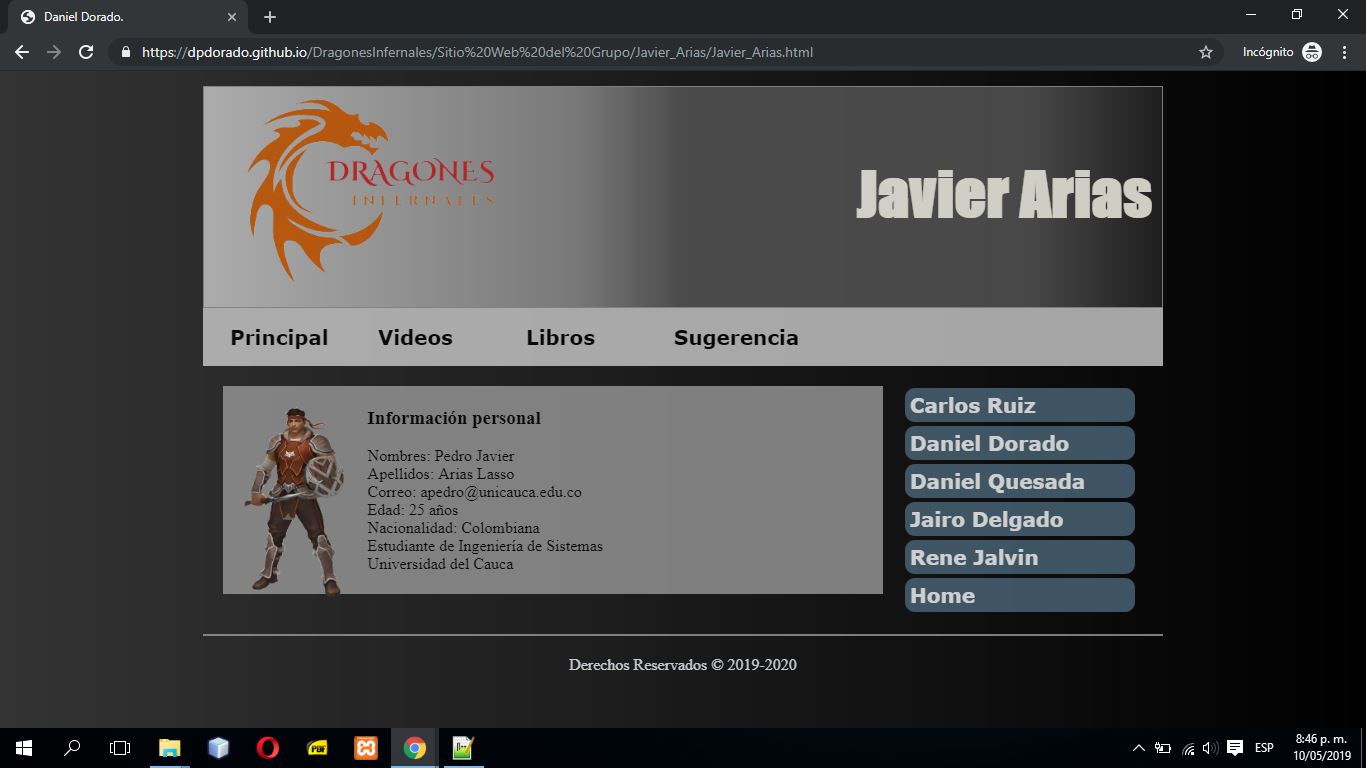 Daniel Dorado.
https://dpdorado.github.io/DragonesInfernales/Sitio%20Web%20del%20Grupo/Javier_Arias/Javier_Arias.html
Incógnito
DRAGONES
INFERNALES
Javier Arias
Principal Videos Libros Sugerencia
Información personal
Nombres: Pedro Javier
Apellidos: Arias Lasso
Correo: apedro@unicauca.edu.co
Edad: 25 años
Nacionalidad: Colombiana
Estudiante de Ingeniería de Sistemas
Universidad del Cauca
Carlos Ruiz
Daniel Dorado
Daniel Quesada
Jairo Delgado
Rene Jalvin
Home
Derechos Reservados © 2019-2020
PDF
ESP
8:46 p. m.
10/05/2019